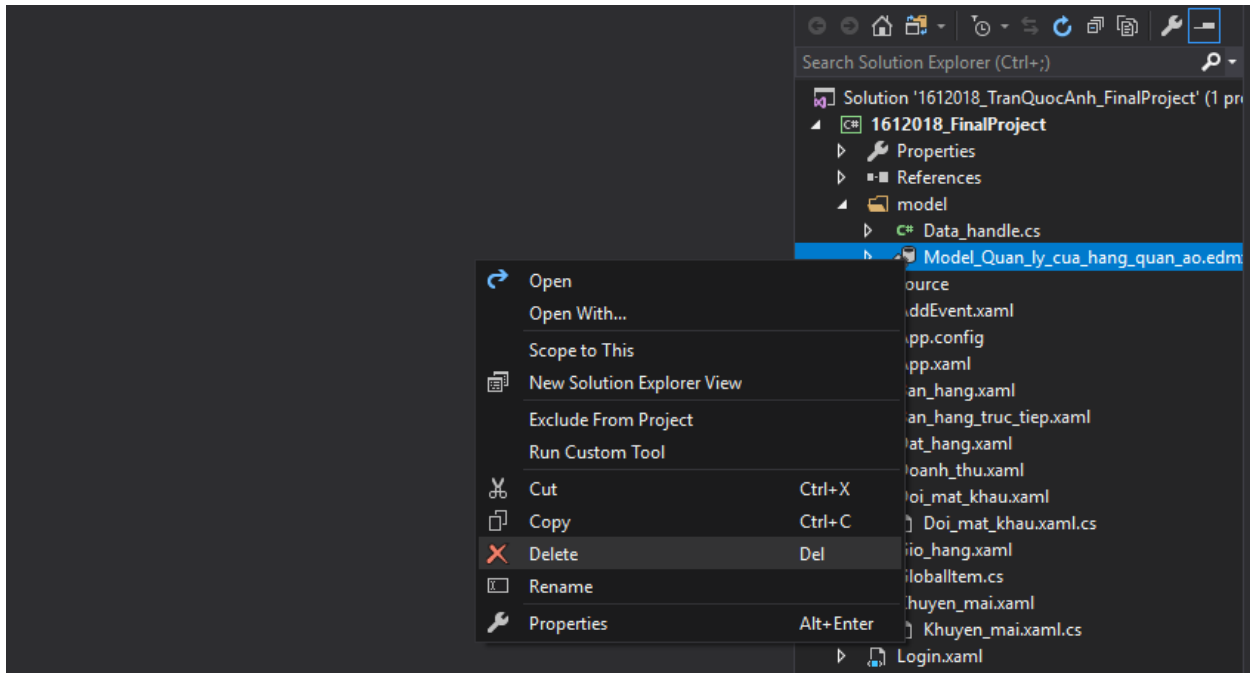 Search Solution Explorer (Ctrl+;)
Solution '1612018_TranQuocAnh_FinalProject' (1 pr
C# 1612018_FinalProject
Properties
References
model
C# Data_handle.cs
Model_Quan_ly_cua_hang_quan_ao.edm
ource
ddEvent.xaml
pp.config
pp.xaml
an_hang.xaml
an_hang_truc_tiep.xaml
at_hang.xaml
oanh_thu.xaml
oi_mat_khau.xaml
Doi_mat_khau.xaml.cs
io_hang.xaml
lobalItem.cs
huyen_mai.xaml
Khuyen_mai.xaml.cs
Login.xaml
Open
Open With...
Scope to This
New Solution Explorer View
Exclude From Project
Run Custom Tool
Cut Ctrl+X
Copy Ctrl+C
Delete Del
Rename
Properties Alt+Enter